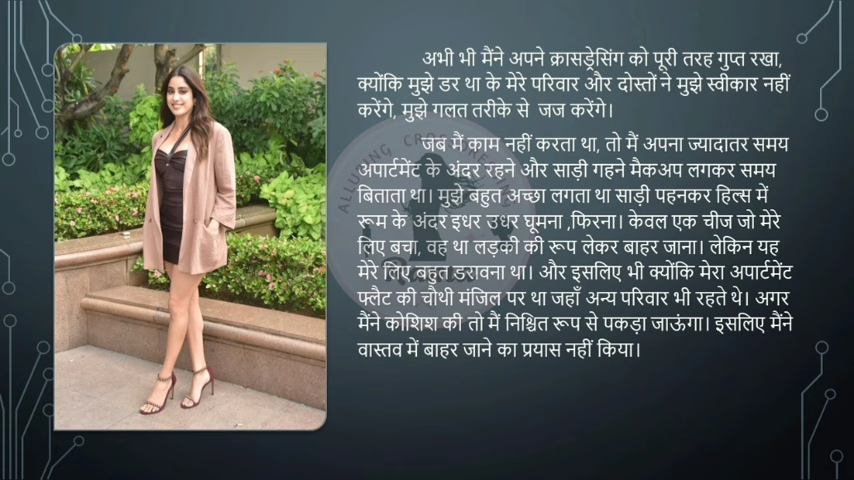 अभी भी मैंने अपने क्रासड्रेसिंग को पूरी तरह गुप्त रखा,
क्योंकि मुझे डर था के मेरे परिवार और दोस्तों ने मुझे स्वीकार नहीं
करेंगे, मुझे गलत तरीके से जज करेंगे।
जब मैं काम नहीं करता था, तो मैं अपना ज्यादातर समय
अपार्टमेंट के अंदर रहने और साड़ी गहने मैकअप लगकर समय
बिताता था। मुझे बहुत अच्छा लगता था साड़ी पहनकर हिल्स में
रूम के अंदर इधर उधर घूमना ,फिरना। केवल एक चीज जो मेरे
लिए बचा, वह था लड़की की रूप लेकर बाहर जाना। लेकिन यह
मेरे लिए बहुत डरावना था। और इसलिए भी क्योंकि मेरा अपार्टमेंट
फ्लैट की चौथी मंजिल पर था जहाँ अन्य परिवार भी रहते थे। अगर
मैंने कोशिश की तो मैं निश्चित रूप से पकड़ा जाऊंगा। इसलिए मैंने
वास्तव में बाहर जाने का प्रयास नहीं किया।